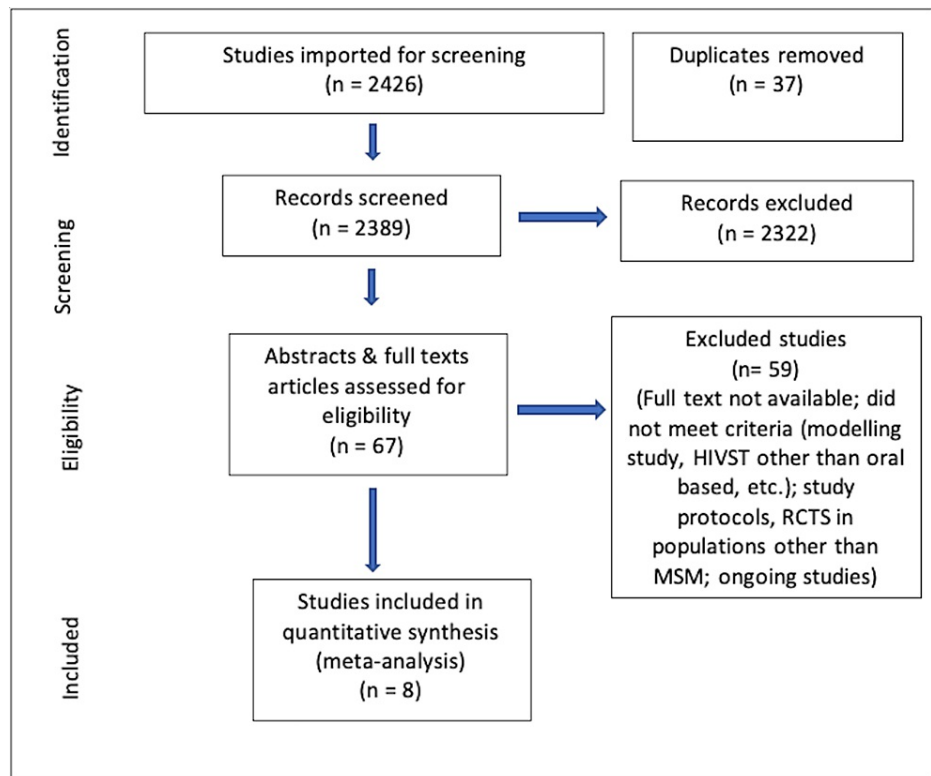 Identification
Studies imported for screening
(n = 2426)
Duplicates removed
(n = 37)
Screening
Records screened
(n = 2389)
Records excluded
(n = 2322)
Eligibility
Abstracts & full texts
articles assessed for
eligibility
(n = 67)
Excluded studies
(n= 59)
(Full text not available; did
not meet criteria (modelling
study, HIVST other than oral
based, etc.); study
protocols, RCTS in
populations other than
MSM; ongoing studies)
Included
Studies included in
quantitative synthesis
(meta-analysis)
(n = 8)